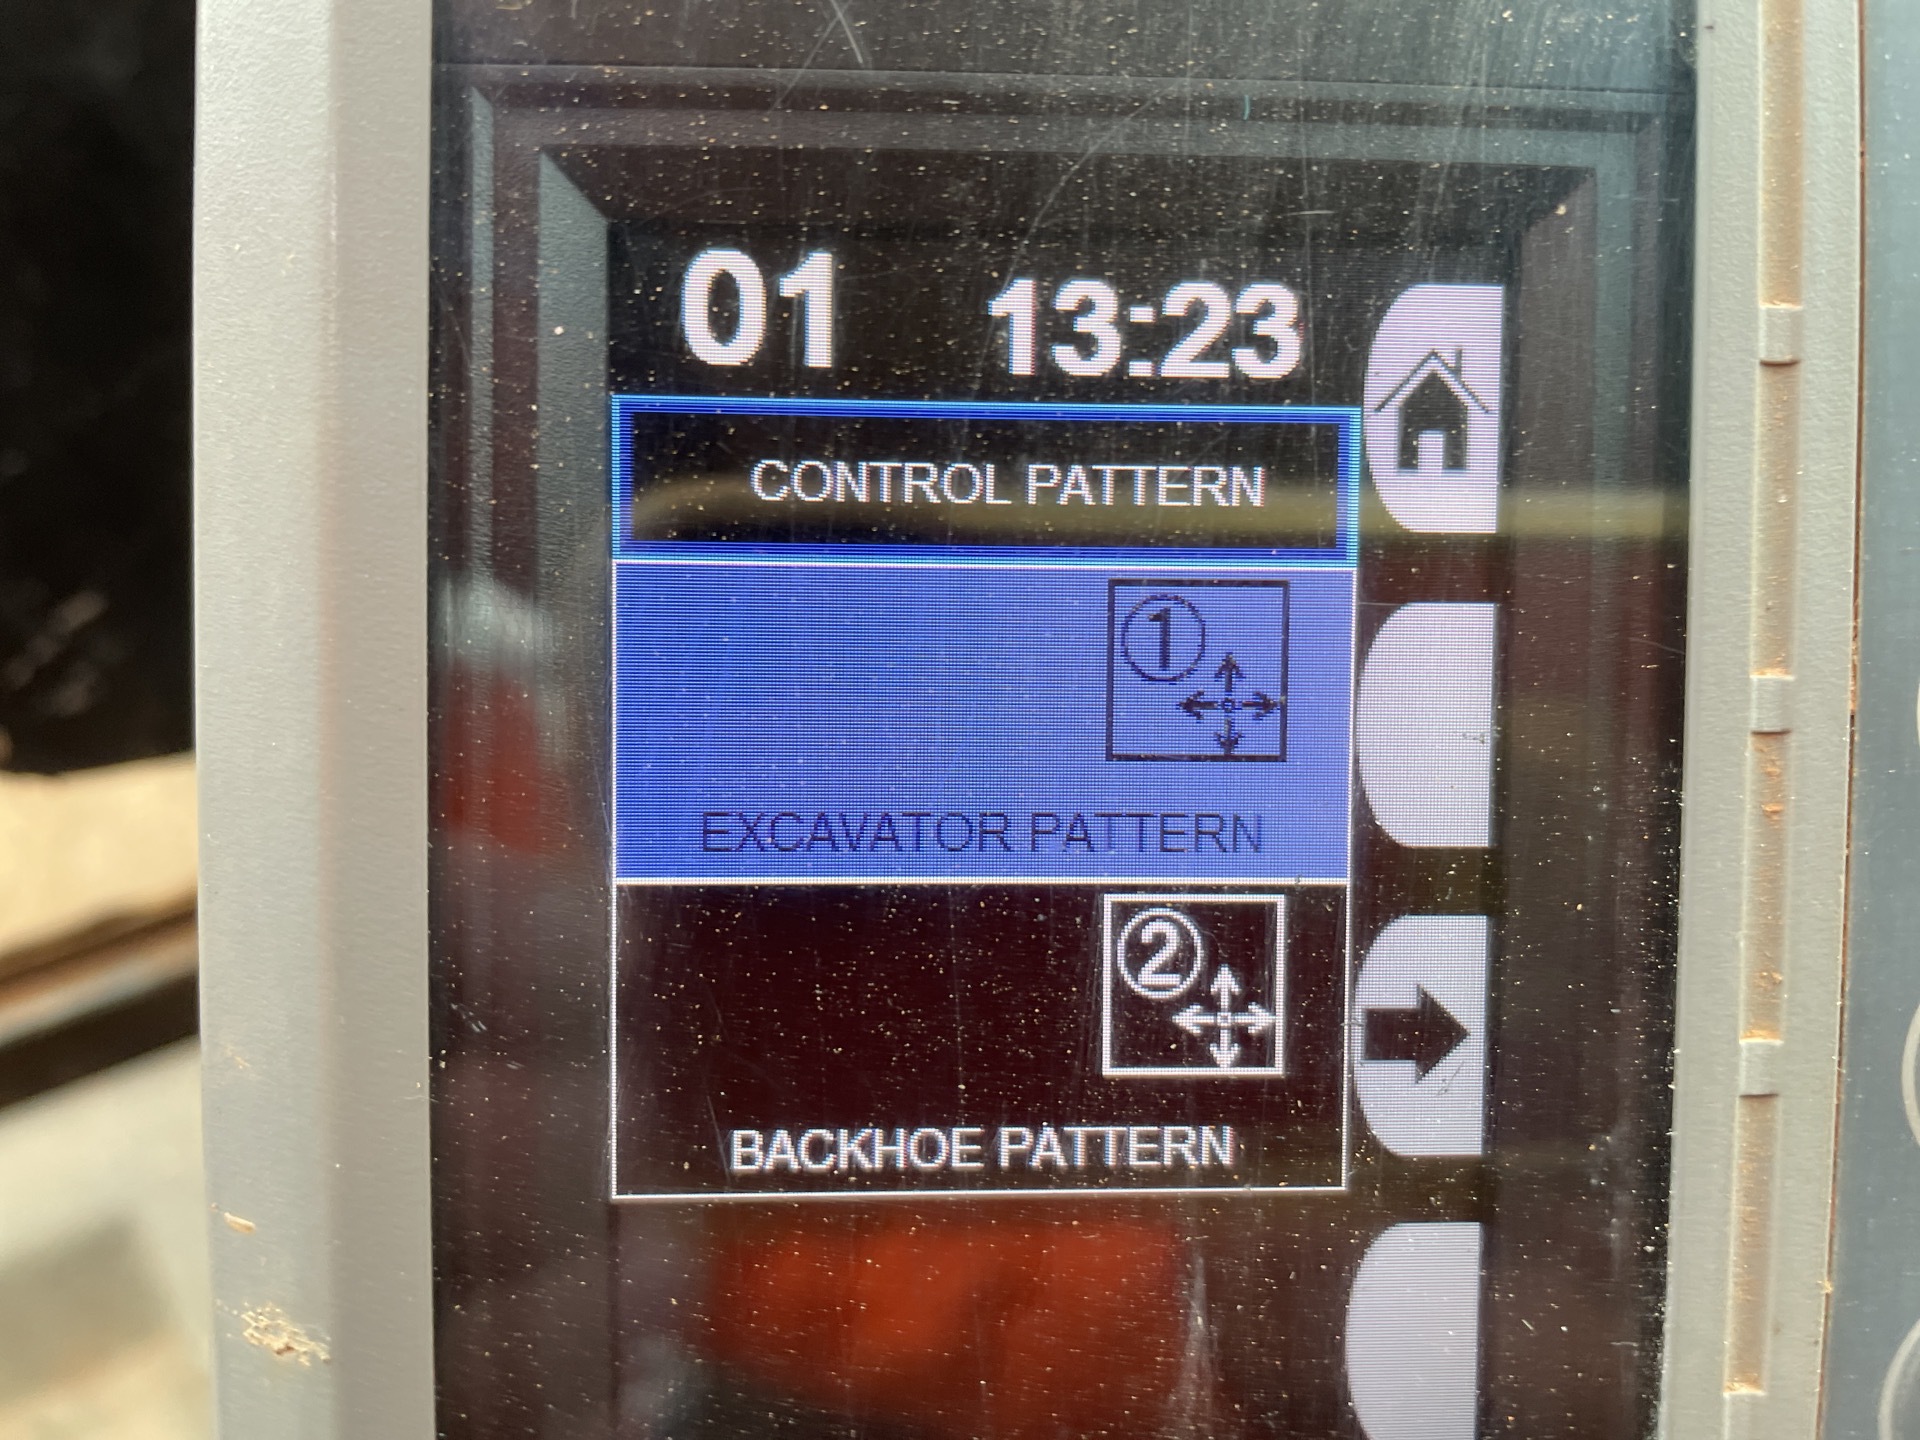 01 13:23
CONTROL PATTERN
1
EXCAVATOR PATTERN
2
BACKHOE PATTERN